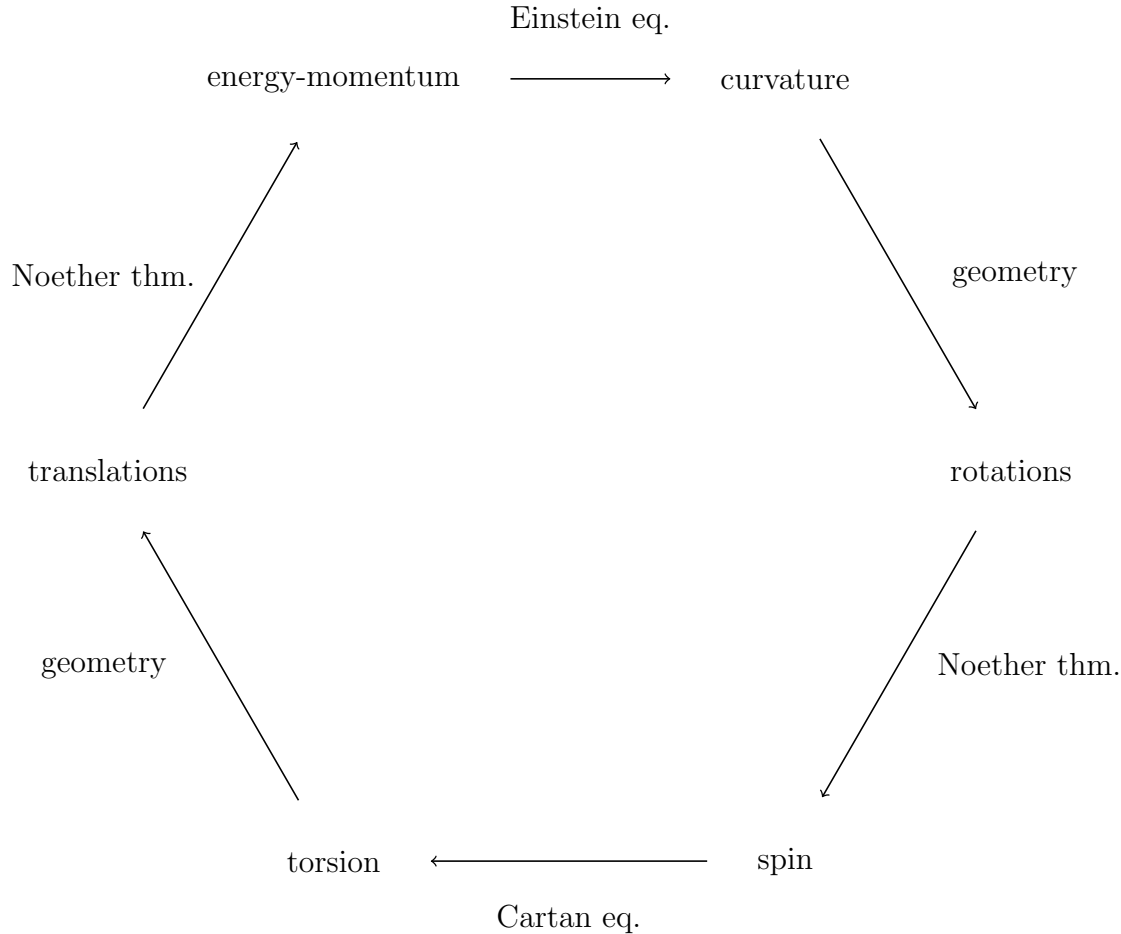 Einstein eq.
energy-momentum
curvature
Noether thm.
geometry
translations
rotations
geometry
Noether thm.
torsion
spin
Cartan eq.